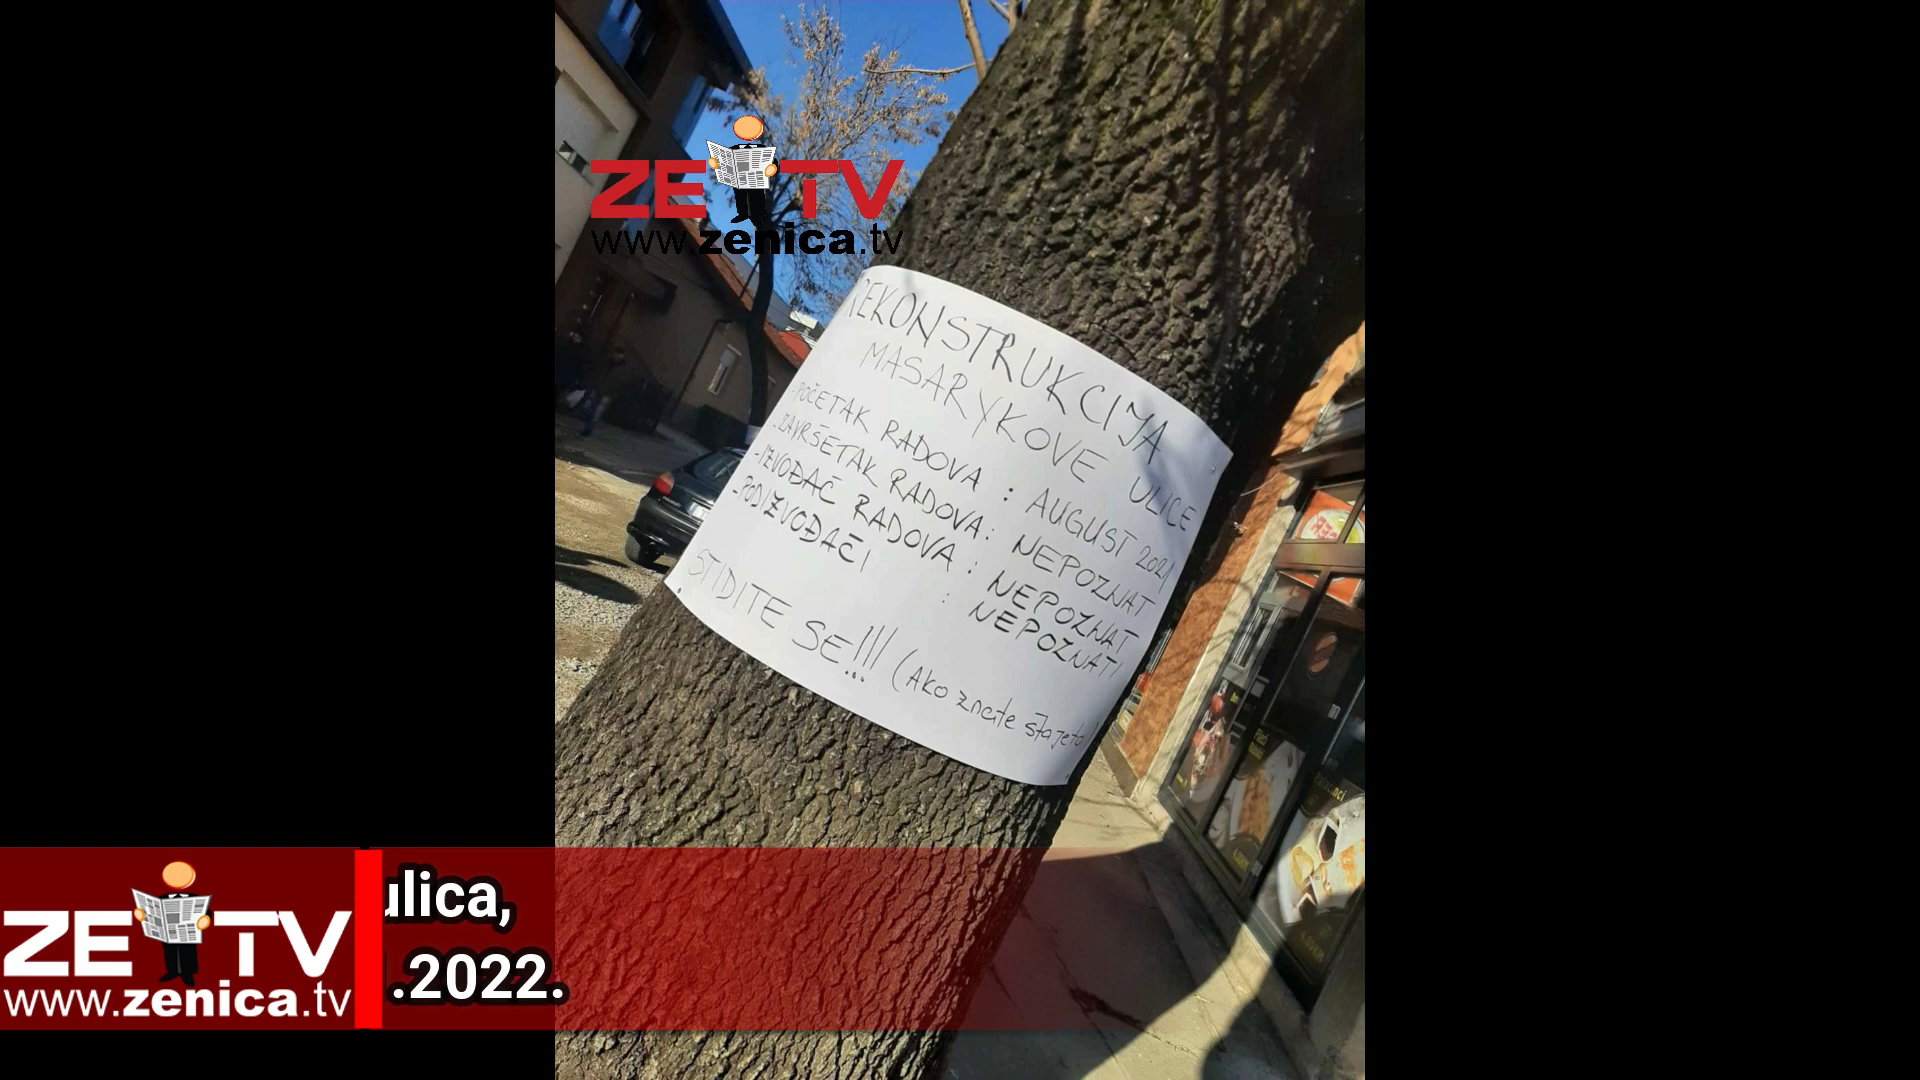 ZE TV
www.zenica.tv
REKONSTRUKCIJA
MASARYKOVE ULICE
-POČETAK RADOVA : AUGUST 2021
-ZAVRŠETAK RADOVA: NEPOZNAT
-IZVOĐAČ RADOVA : NEPOZNAT
-PODIZVOĐAČI : NEPOZNATI
STIDITE SE!!! (Ako znate šta je to)
ZE TV
www.zenica.tv
ulica,
.2022.